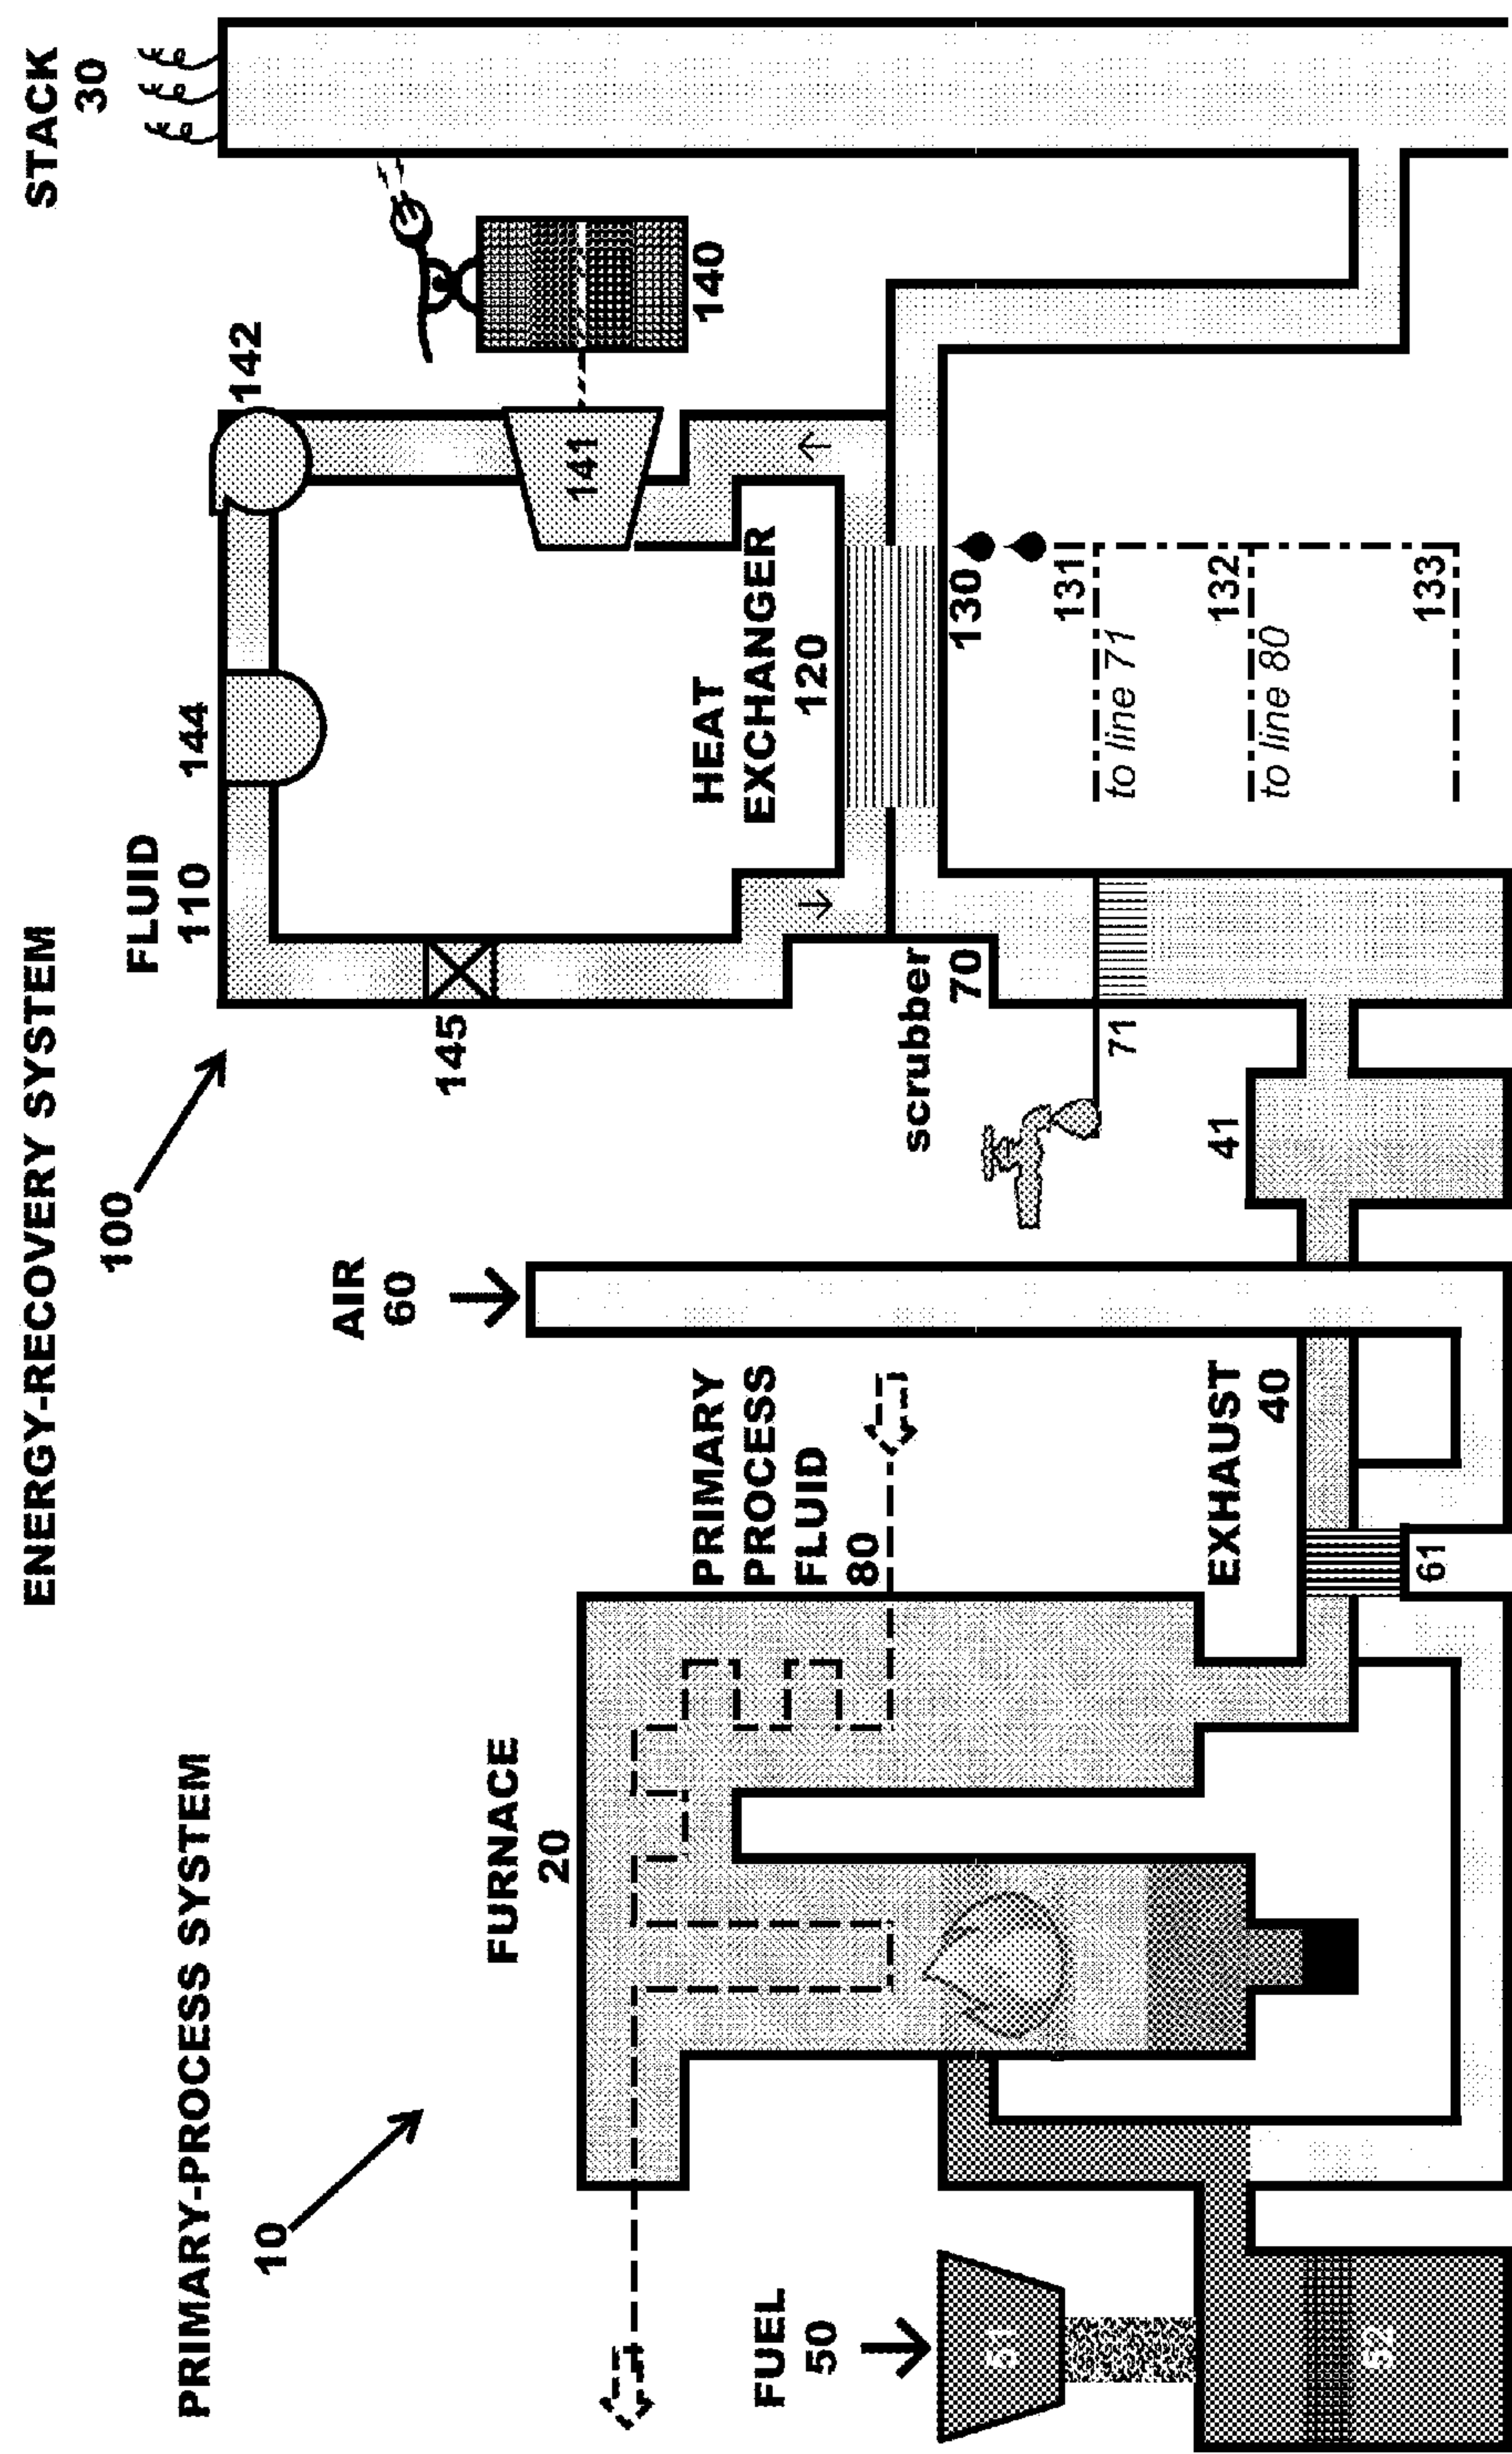 ENERGY-RECOVERY SYSTEM
100
PRIMARY-PROCESS SYSTEM
10
FURNACE
20
FUEL
50
51
52
PRIMARY
PROCESS
FLUID
80
EXHAUST
40
61
AIR
60
41
scrubber
70
71
FLUID
110
144
142
145
141
140
HEAT
EXCHANGER
120
130
131
to line 71
132
to line 80
133
STACK
30